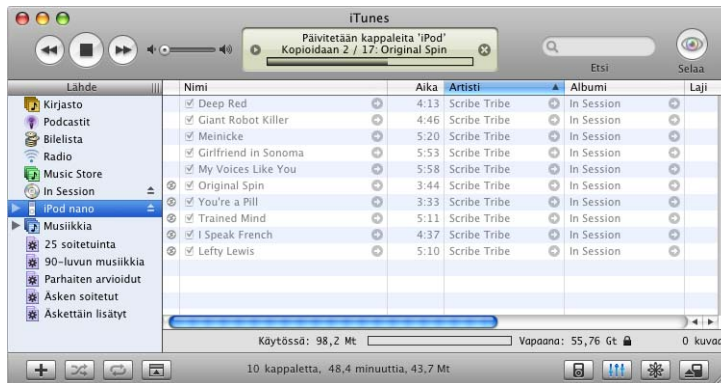 iTunes
Päivitetään kappaleita 'iPod'
Kopioidaan 2 / 17: Original Spin
Etsi
Selaa
Lähde
Nimi Aika Artisti Albumi Laji
Kirjasto
Podcastit
Bilelista
Radio
Music Store
In Session
iPod nano
Musiikkia
25 soitetuinta
90-luvun musiikkia
Parhaiten arvioidut
Äsken soitetut
Äskettäin lisätyt
Deep Red 4:13 Scribe Tribe In Session
Giant Robot Killer 4:46 Scribe Tribe In Session
Meinicke 5:20 Scribe Tribe In Session
Girlfriend in Sonoma 5:53 Scribe Tribe In Session
My Voices Like You 5:58 Scribe Tribe In Session
Original Spin 3:44 Scribe Tribe In Session
You're a Pill 3:33 Scribe Tribe In Session
Trained Mind 5:11 Scribe Tribe In Session
I Speak French 4:37 Scribe Tribe In Session
Lefty Lewis 5:10 Scribe Tribe In Session
Käytössä: 98,2 Mt Vapaana: 55,76 Gt 0 kuvaa
10 kappaletta, 48,4 minuuttia, 43,7 Mt